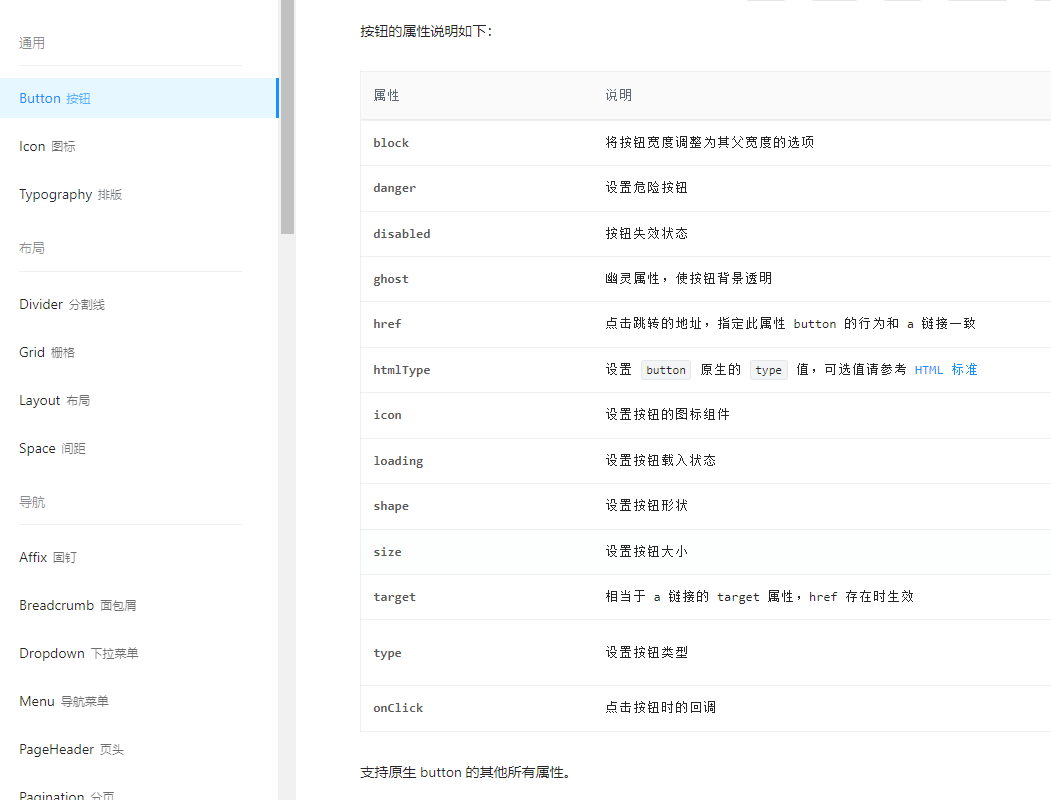 通用
Button 按钮
Icon 图标
Typography 排版
布局
Divider 分割线
Grid 栅格
Layout 布局
Space 间距
导航
Affix 固钉
Breadcrumb 面包屑
Dropdown 下拉菜单
Menu 导航菜单
PageHeader 页头
Pagination 分页
按钮的属性说明如下：
属性 说明
block 将按钮宽度调整为其父宽度的选项
danger 设置危险按钮
disabled 按钮失效状态
ghost 幽灵属性，使按钮背景透明
href 点击跳转的地址，指定此属性 button 的行为和 a 链接一致
htmlType 设置 button 原生的 type 值，可选值请参考 HTML 标准
icon 设置按钮的图标组件
loading 设置按钮载入状态
shape 设置按钮形状
size 设置按钮大小
target 相当于 a 链接的 target 属性，href 存在时生效
type 设置按钮类型
onClick 点击按钮时的回调
支持原生 button 的其他所有属性。